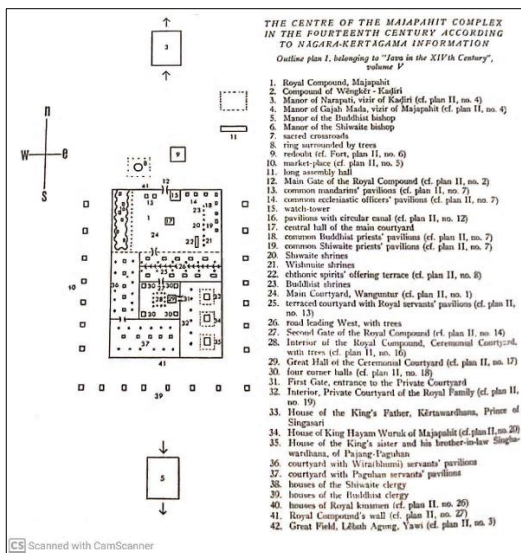 THE CENTRE OF THE MAJAPAHIT COMPLEX
IN THE FOURTEENTH CENTURY ACCORDING
TO NĀGARA-KĔRTĀGAMA INFORMATION
Outline plan I. belonging to "Java in the XIVth Century",
volume V
1. Royal Compound, Majapahit
2. Compound of Wĕngkĕr - Kaḍiri
3. Manor of Narapati, vizir of Kaḍiri (cf. plan II, no. 4)
4. Manor of Gajah Mada, vizir of Majapahit (cf. plan II, no. 4)
5. Manor of the Buddhist bishop
6. Manor of the Shiwaite bishop
7. sacred crossroads
8. ring surrounded by trees
9. redoubt (cf. Fort, plan II, no. 6)
10. market-place (cf. plan II, no. 5)
11. long assembly hall
12. Main Gate of the Royal Compound (cf. plan II, no. 2)
13. common mandarins' pavilions (cf. plan II, no. 7)
14. common ecclesiastic officers' pavilions (cf. plan II, no. 7)
15. watch-tower
16. pavilions with circular canal (cf. plan II, no. 12)
17. central hall of the main courtyard
18. common Buddhist priests' pavilions (cf. plan II, no. 7)
19. common Shiwaite priests' pavilions (cf. plan II, no. 7)
20. Shiwaite shrines
21. Wishnuite shrines
22. chthonic spirits' offering terrace (cf. plan II, no. 8)
23. Buddhist shrines
24. Main Courtyard, Wanguntur (cf. plan II, no. 1)
25. terraced courtyard with Royal servants' pavilions (cf. plan II,
no. 13)
26. road leading West, with trees
27. Second Gate of the Royal Compound (cf. plan II, no. 14)
28. Interior of the Royal Compound, Ceremonial Courtyard,
with trees (cf. plan II, no. 16)
29. Great Hall of the Ceremonial Courtyard (cf. plan II, no. 17)
30. four corner halls (cf. plan II, no. 18)
31. First Gate, entrance to the Private Courtyard
32. Interior, Private Courtyard of the Royal Family (cf. plan II,
no. 19)
33. House of the King's Father, Kĕrtawardhana, Prince of
Singasari
34. House of King Hayam Wuruk of Majapahit (cf. plan II, no. 20)
35. House of the King's sister and his brother-in-law Singha-
wardhana, of Pajang-Paguhan
36. courtyard with Wira(bhumi) servants' pavilions
37. courtyard with Paguhan servants' pavilions
38. houses of the Shiwaite clergy
39. houses of the Buddhist clergy
40. houses of Royal kinsmen (cf. plan II, no. 26)
41. Royal Compound's wall (cf. plan II, no. 27)
42. Great Field, Lĕbuh Agung, Yawi (cf. plan II, no. 3)
n
w e
s
3
11
8
9
12
41
10
37
41
39
5
CS Scanned with CamScanner